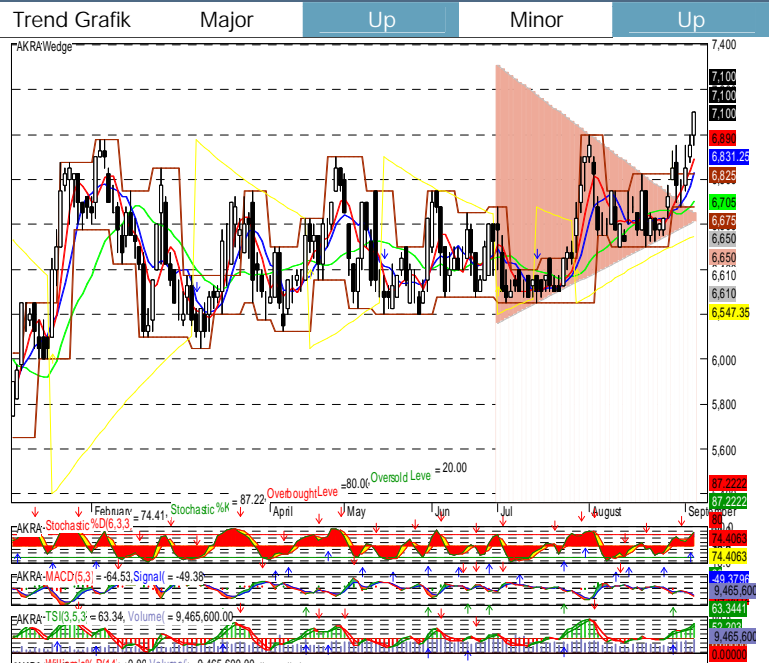 Trend Grafik Major Up Minor Up
AKRA Wedge
7,400
7,100
7,100
7,100
6,890
6,831.25
6,825
6,705
6,675
6,650
6,650
6,610
6,610
6,547.35
6,000
5,800
5,600
Oversold Leve = 20.00
OverboughtLeve =80.00
Stochastic %K = 87.22
87.2222
87.2222
February April May Jun Jul August
AKRA-Stochastic %D(6,3,3 = 74.41,
74.4063
74.4063
AKRA-MACD(5,3) = -64.53,Signal( = -49.38
-49.3796
9,465,600
63.3441
AKRA-TSI(3,5,3 = 63.34, Volume( = 9,465,600.00
9,465,600
0.00000